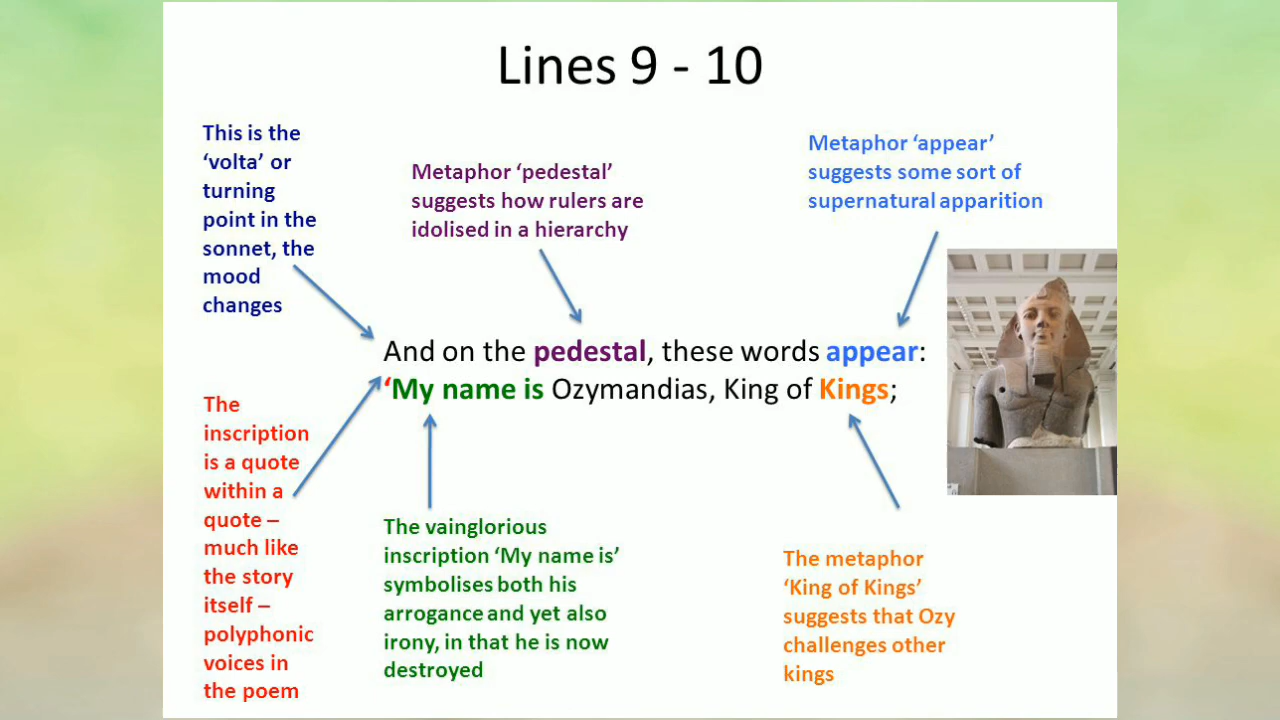 Lines 9 - 10
This is the
‘volta’ or
turning
point in the
sonnet, the
mood
changes
Metaphor ‘pedestal’
suggests how rulers are
idolised in a hierarchy
Metaphor ‘appear’
suggests some sort of
supernatural apparition
And on the pedestal, these words appear:
‘My name is Ozymandias, King of Kings;
The
inscription
is a quote
within a
quote –
much like
the story
itself –
polyphonic
voices in
the poem
The vainglorious
inscription ‘My name is’
symbolises both his
arrogance and yet also
irony, in that he is now
destroyed
The metaphor
‘King of Kings’
suggests that Ozy
challenges other
kings